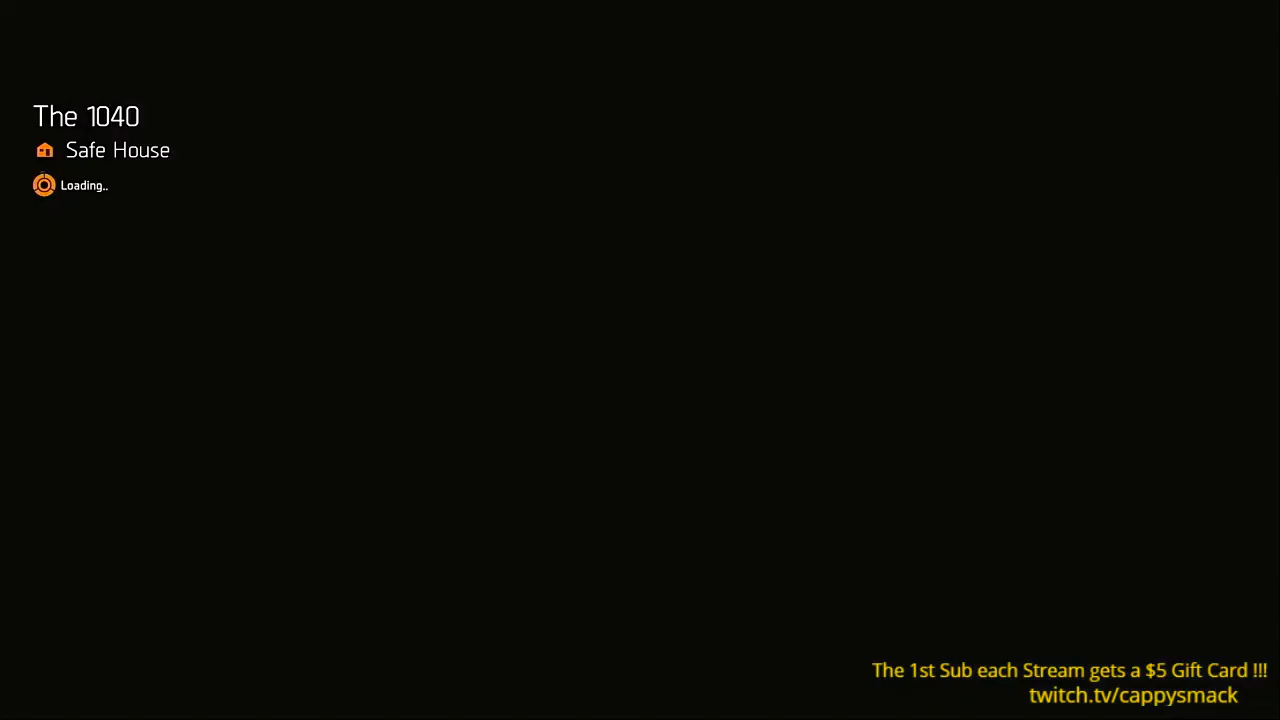 The 1040
Safe House
Loading..
The 1st Sub each Stream gets a $5 Gift Card !!!
twitch.tv/cappysmack